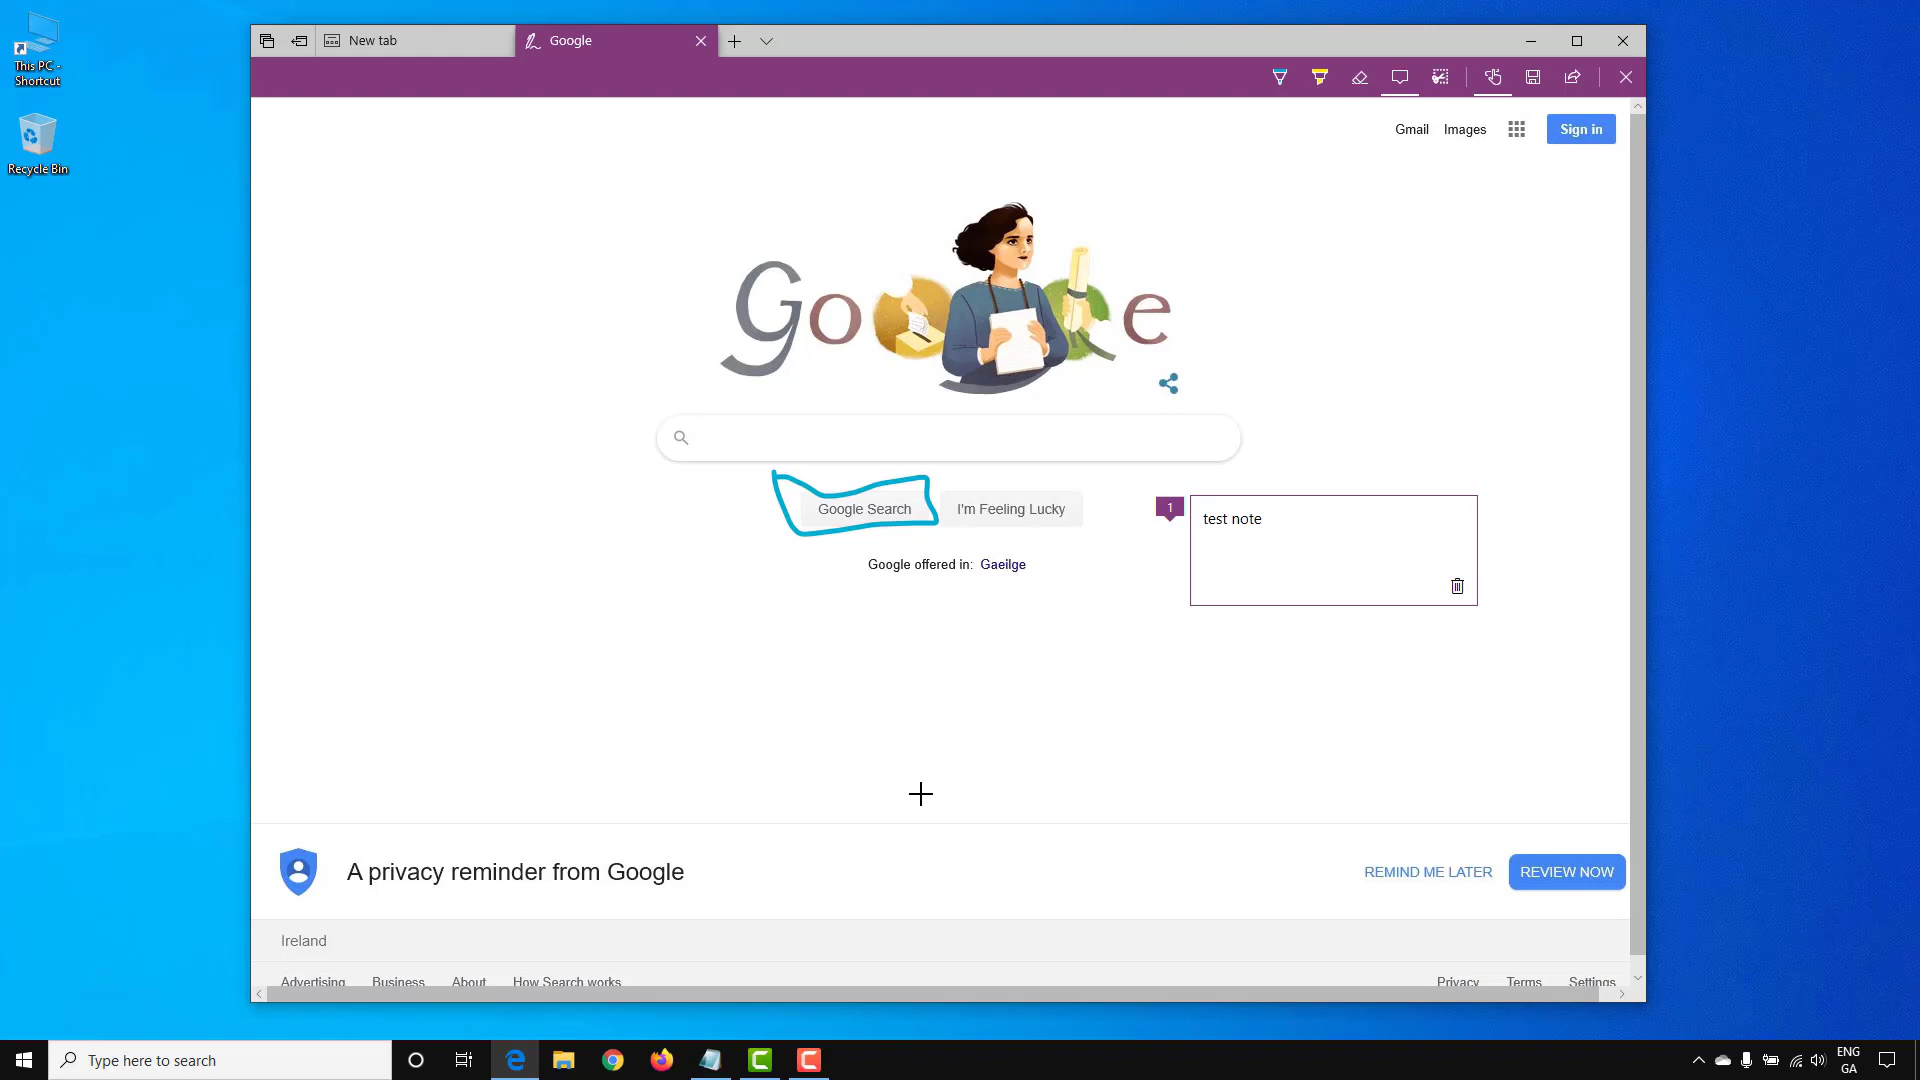 This PC -
Shortcut
Recycle Bin
New tab
Google
Gmail
Images
Sign in
Google
Google Search
I'm Feeling Lucky
1
test note
Google offered in: Gaeilge
A privacy reminder from Google
REMIND ME LATER
REVIEW NOW
Ireland
Advertising
Business
About
How Search works
Privacy
Terms
Settings
Type here to search
ENG
GA